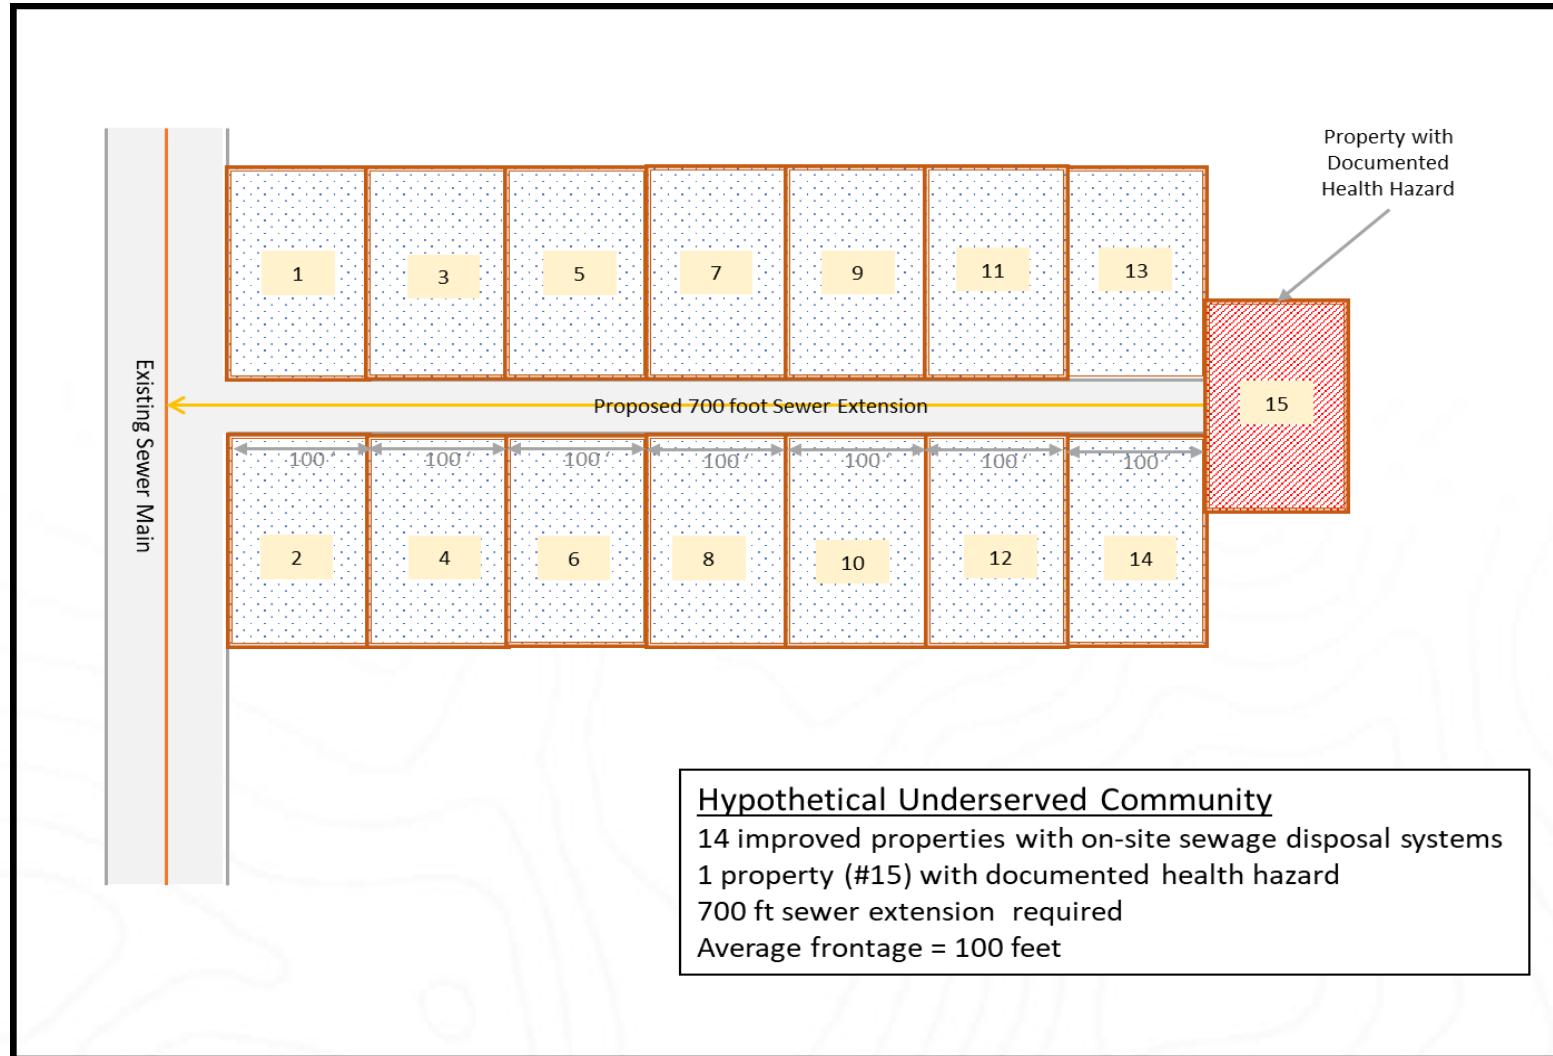 Property with
Documented
Health Hazard
1
3
5
7
9
11
13
15
Existing Sewer Main
Proposed 700 foot Sewer Extension
100 ‘
100 ‘
100 ‘
100 ‘
100 ‘
100 ‘
100 ‘
2
4
6
8
10
12
14
Hypothetical Underserved Community
14 improved properties with on-site sewage disposal systems
1 property (#15) with documented health hazard
700 ft sewer extension required
Average frontage = 100 feet